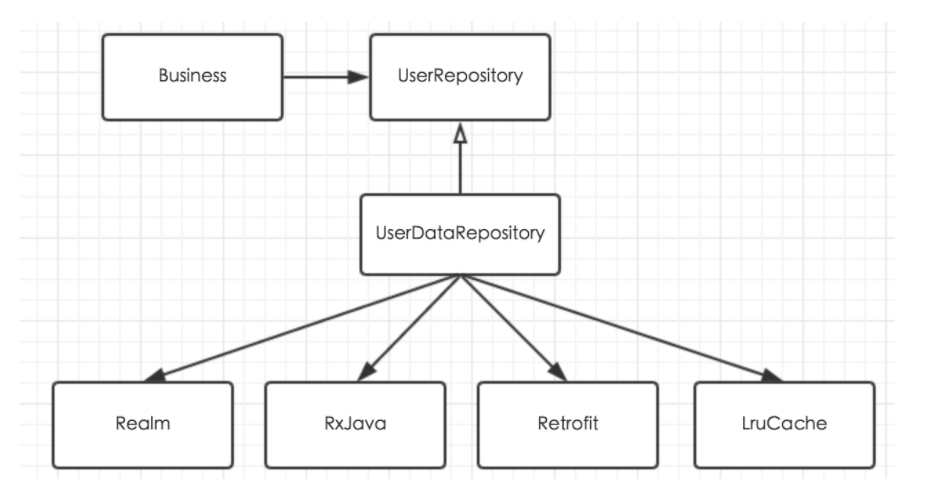 Business
UserRepository
UserDataRepository
Realm
RxJava
Retrofit
LruCache